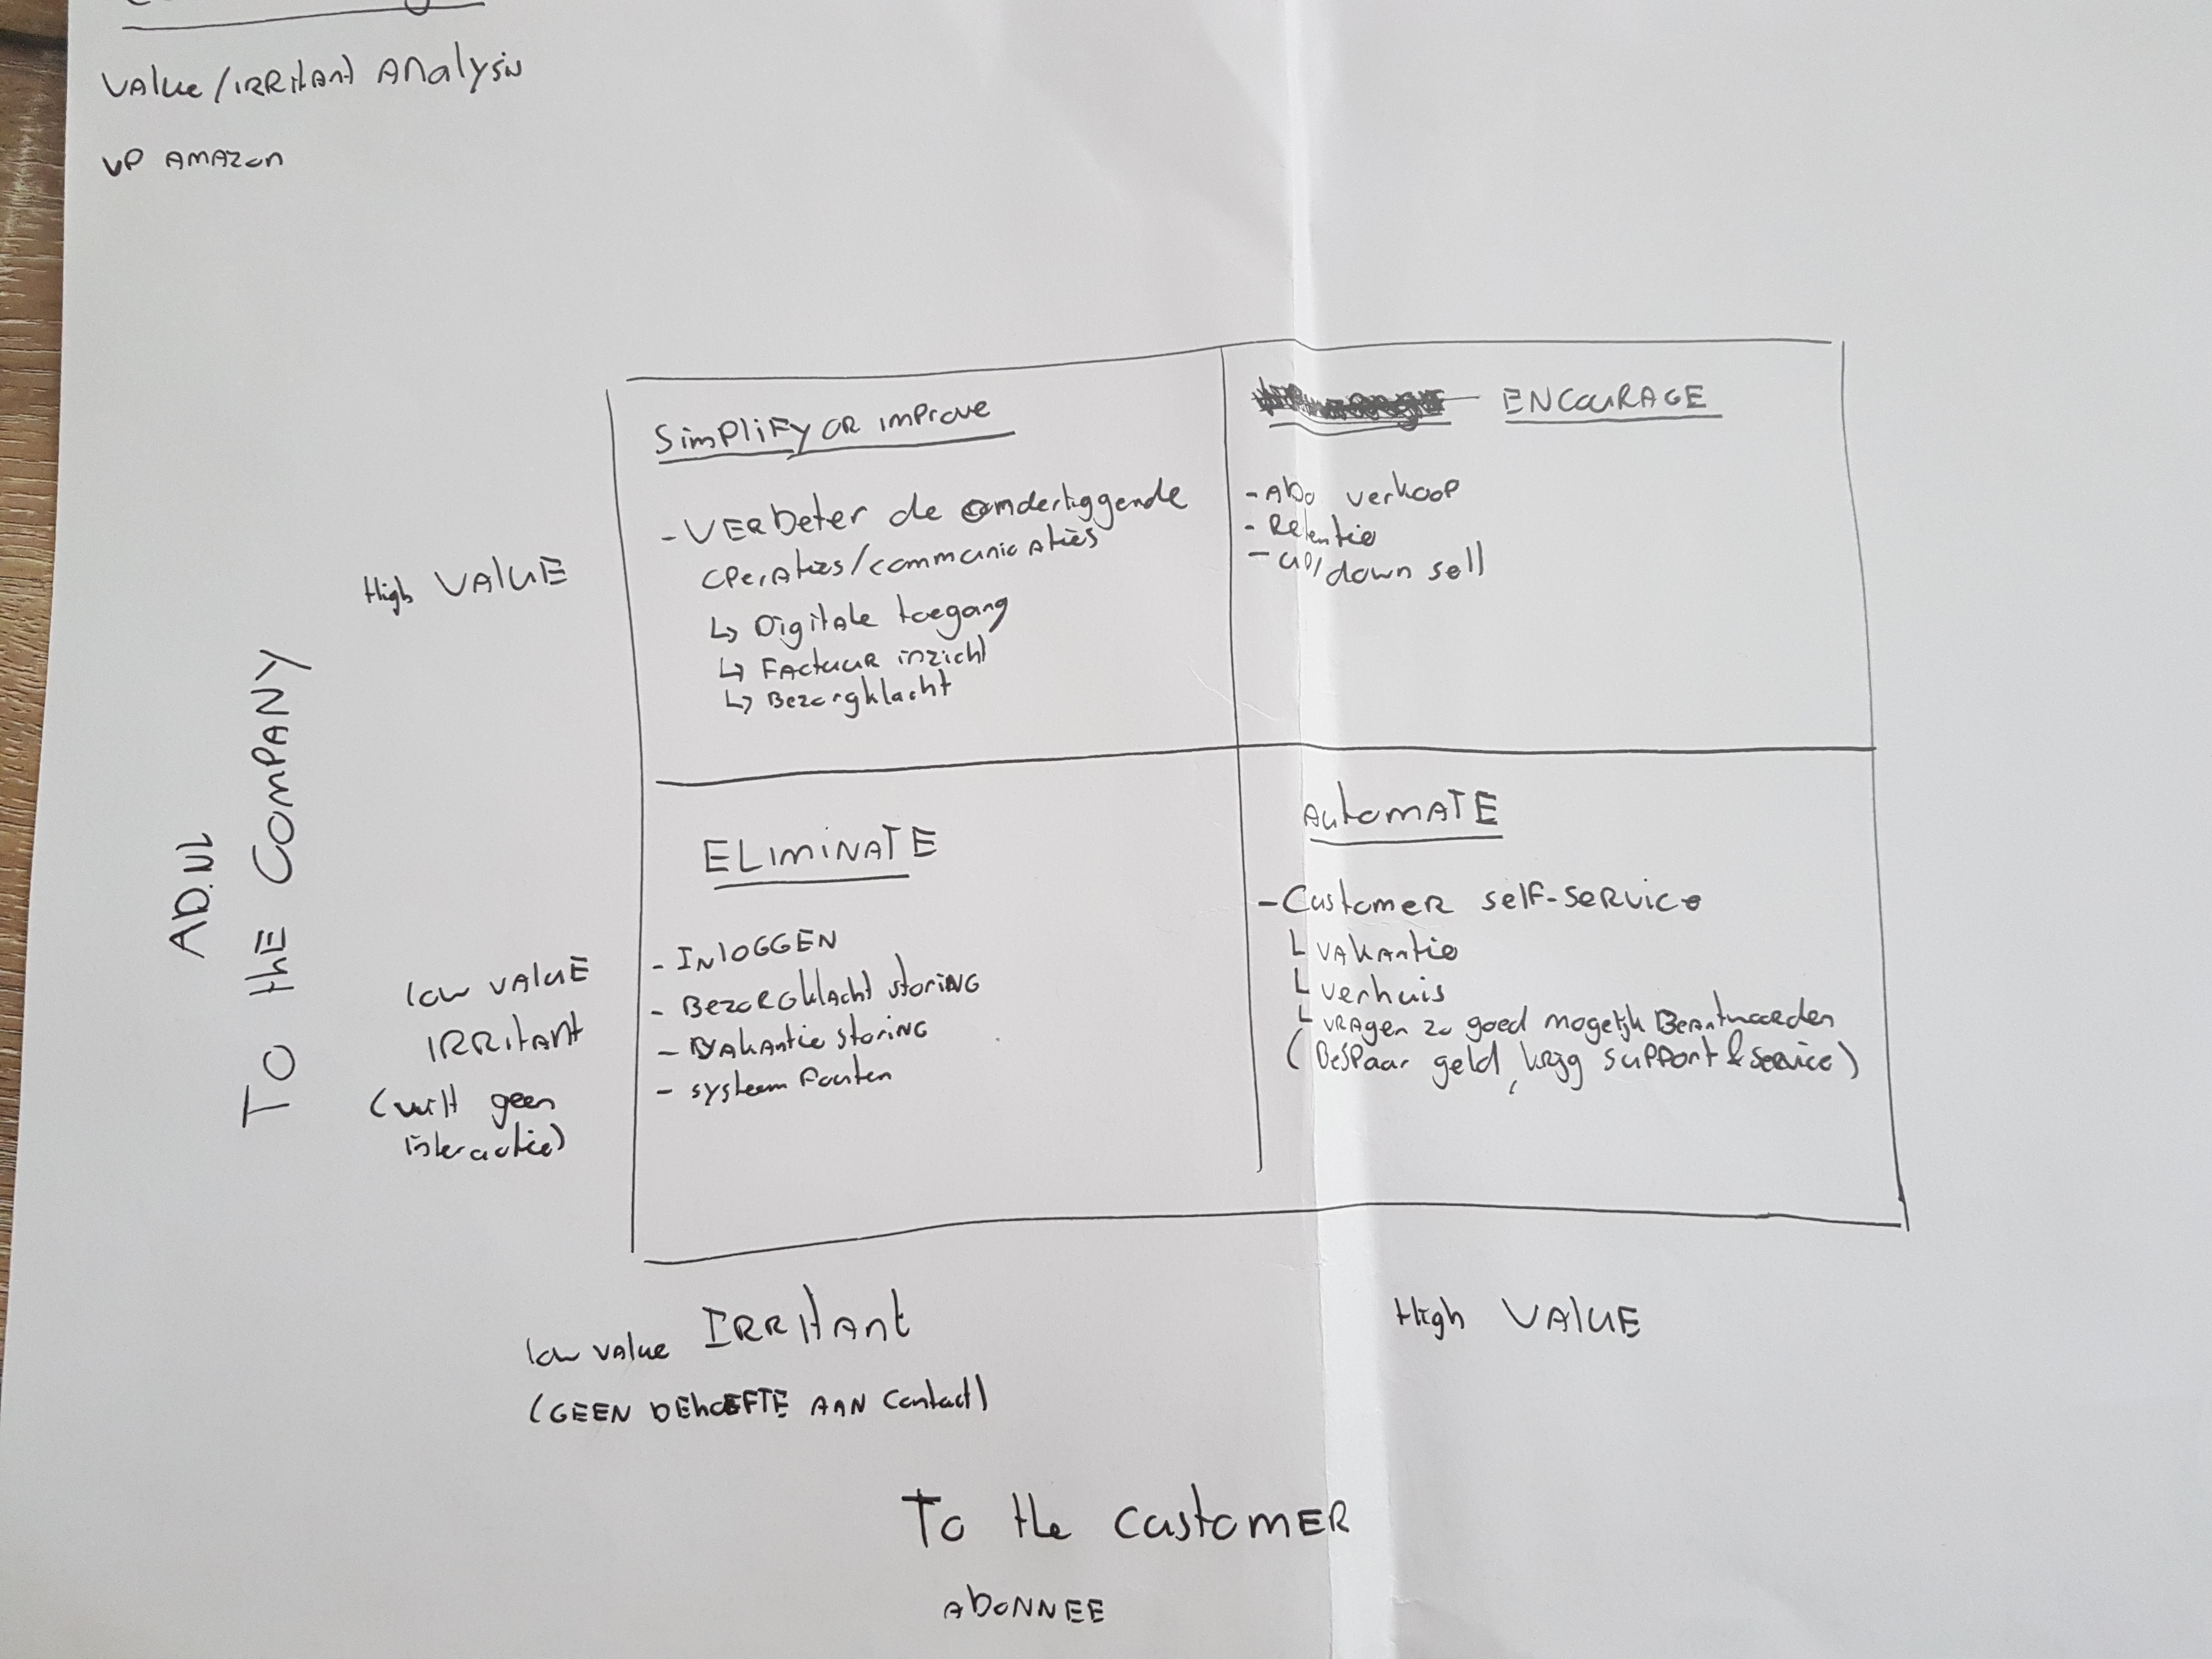 Value/Irritant Analysis
VP Amazon
Simplify or improve
ENCOURAGE
- Verbeter de onderliggende
operaties/communicaties
↳ Digitale toegang
↳ Factuur inzicht
↳ Bezorgklacht
- Abo verkoop
- Retentie
- up/down sell
High VALUE
AD.NL
To thE COMPANY
low valuE
IRRitant
(wilt geen
interactie)
ELIMINATE
- INloGGEN
- Bezorgklacht storing
- Vakantie storing
- systeem fouten
AutomATE
- Customer self-service
L vakantie
L verhuis
L vragen zo goed mogelijk Beantwoorden
(Bespaar geld, krijg support & service)
low value IRRitant
(GEEN BEhoEFTE AAN Contact)
High VALUE
To the customer
Abonnee